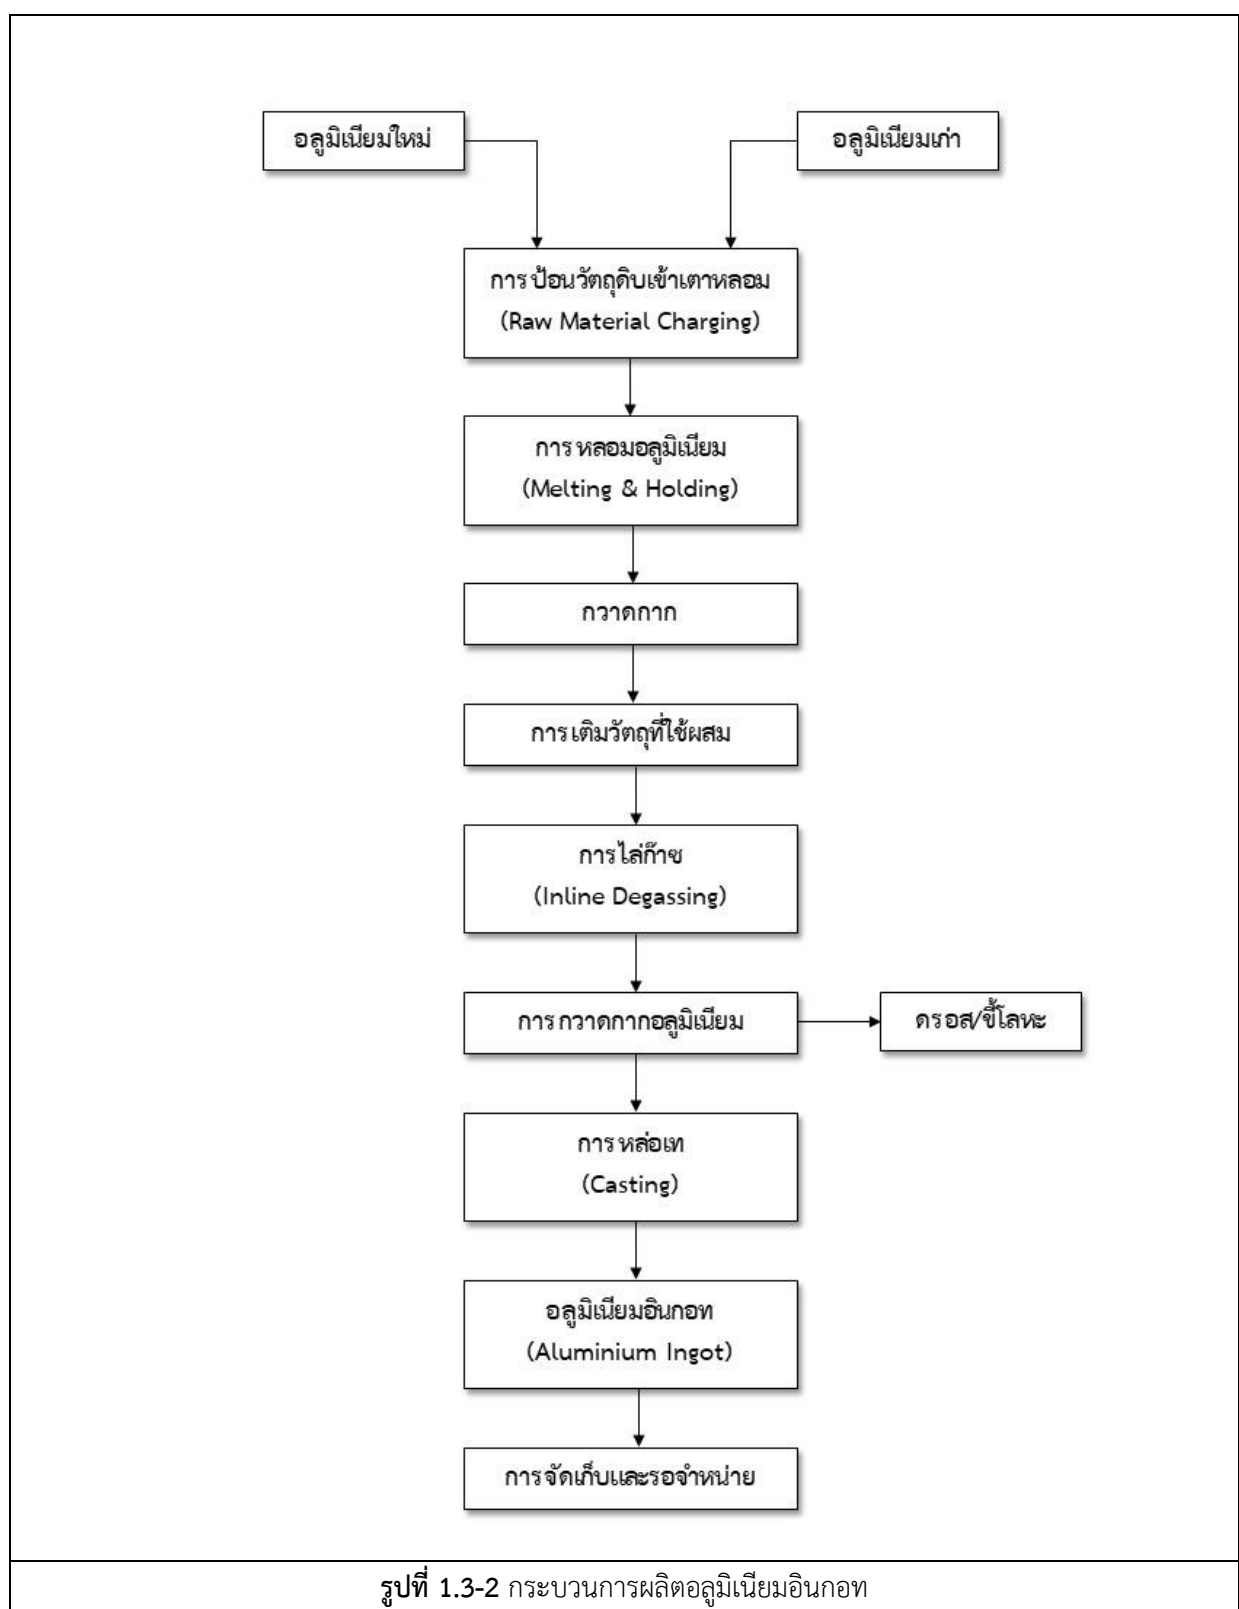 อลูมิเนียมใหม่
อลูมิเนียมเก่า
การป้อนวัตถุดิบเข้าเตาหลอม
(Raw Material Charging)
การหลอมอลูมิเนียม
(Melting & Holding)
กวาดกาก
การเติมวัตถุที่ใช้ผสม
การไล่ก๊าซ
(Inline Degassing)
การกวาดกากอลูมิเนียม
ดรอส/ขี้โลหะ
การหล่อเท
(Casting)
อลูมิเนียมอินกอท
(Aluminium Ingot)
การจัดเก็บและรอจำหน่าย
รูปที่ 1.3-2 กระบวนการผลิตอลูมิเนียมอินกอท